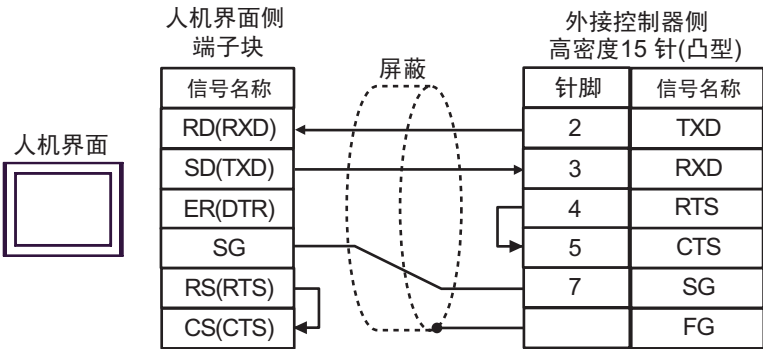 人机界面侧
端子块
外接控制器侧
高密度15 针(凸型)
屏蔽
人机界面
信号名称
RD(RXD)
SD(TXD)
ER(DTR)
SG
RS(RTS)
CS(CTS)
针脚 信号名称
2 TXD
3 RXD
4 RTS
5 CTS
7 SG
FG